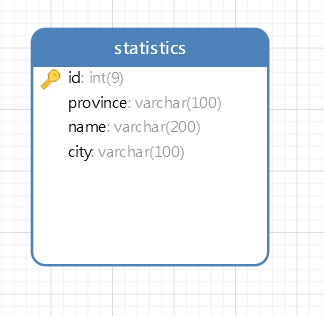 statistics
id: int(9)
province: varchar(100)
name: varchar(200)
city: varchar(100)